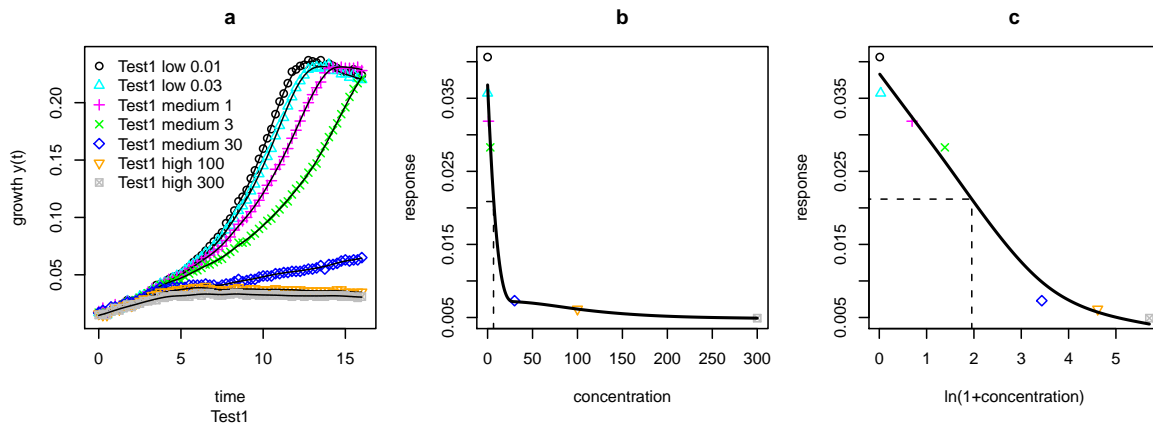 a
growth y(t)
0.05 0.10 0.15 0.20
Test1 low 0.01
Test1 low 0.03
Test1 medium 1
Test1 medium 3
Test1 medium 30
Test1 high 100
Test1 high 300
0 5 10 15
time
Test1
b
response
0.005 0.015 0.025 0.035
0 50 100 150 200 250 300
concentration
c
response
0.005 0.015 0.025 0.035
0 1 2 3 4 5
ln(1+concentration)